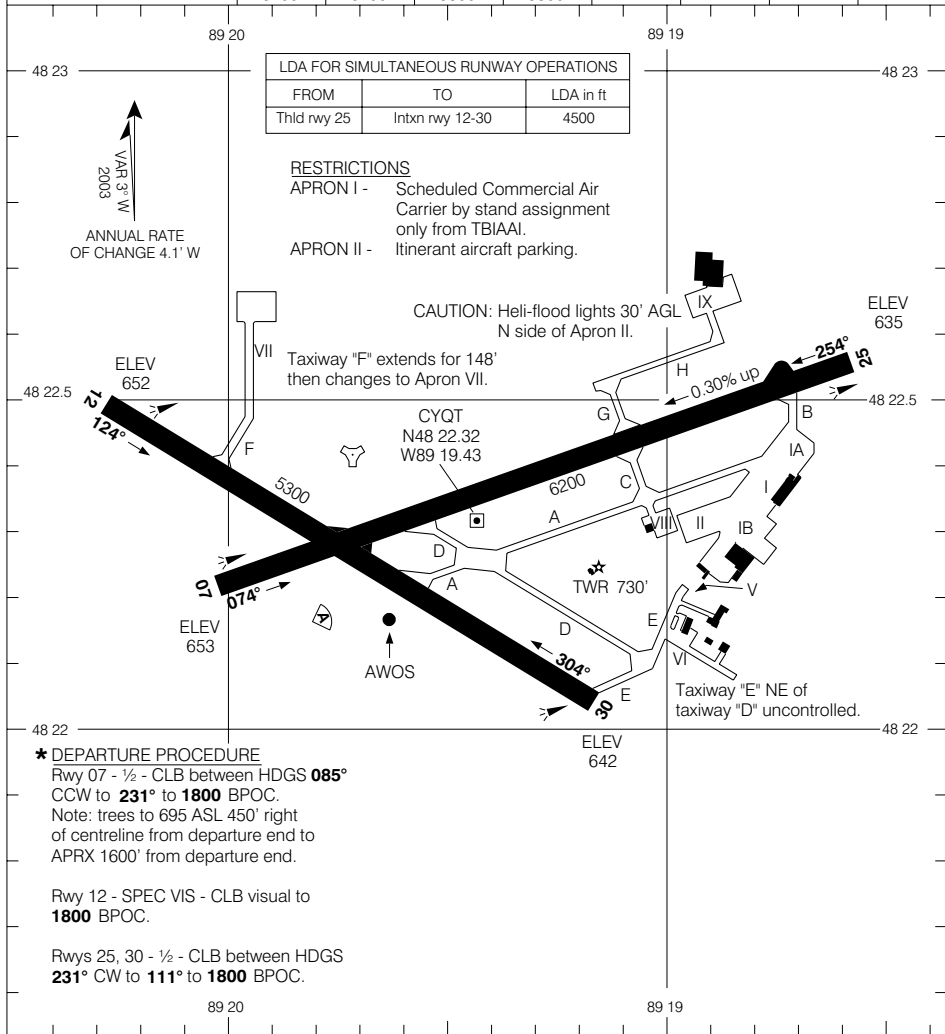 89 20
89 19
48 23
48 23
LDA FOR SIMULTANEOUS RUNWAY OPERATIONS
FROM TO LDA in ft
Thld rwy 25 Intxn rwy 12-30 4500
VAR 3° W
2003
ANNUAL RATE
OF CHANGE 4.1' W
RESTRICTIONS
APRON I - Scheduled Commercial Air
Carrier by stand assignment
only from TBIAAI.
APRON II - Itinerant aircraft parking.
CAUTION: Heli-flood lights 30' AGL
N side of Apron II.
IX
ELEV
635
VII
Taxiway "F" extends for 148'
then changes to Apron VII.
ELEV
652
H
254°
25
0.30% up
48 22.5
48 22.5
12
124°
G
B
CYQT
N48 22.32
W89 19.43
F
IA
5300
6200
C
I
A
VIII
II
IB
D
A
TWR 730'
V
07
074°
ELEV
653
A
D
E
AWOS
304°
VI
E
30
Taxiway "E" NE of
taxiway "D" uncontrolled.
48 22
48 22
ELEV
642
* DEPARTURE PROCEDURE
Rwy 07 - ½ - CLB between HDGS 085°
CCW to 231° to 1800 BPOC.
Note: trees to 695 ASL 450' right
of centreline from departure end to
APRX 1600' from departure end.
Rwy 12 - SPEC VIS - CLB visual to
1800 BPOC.
Rwys 25, 30 - ½ - CLB between HDGS
231° CW to 111° to 1800 BPOC.
89 20
89 19